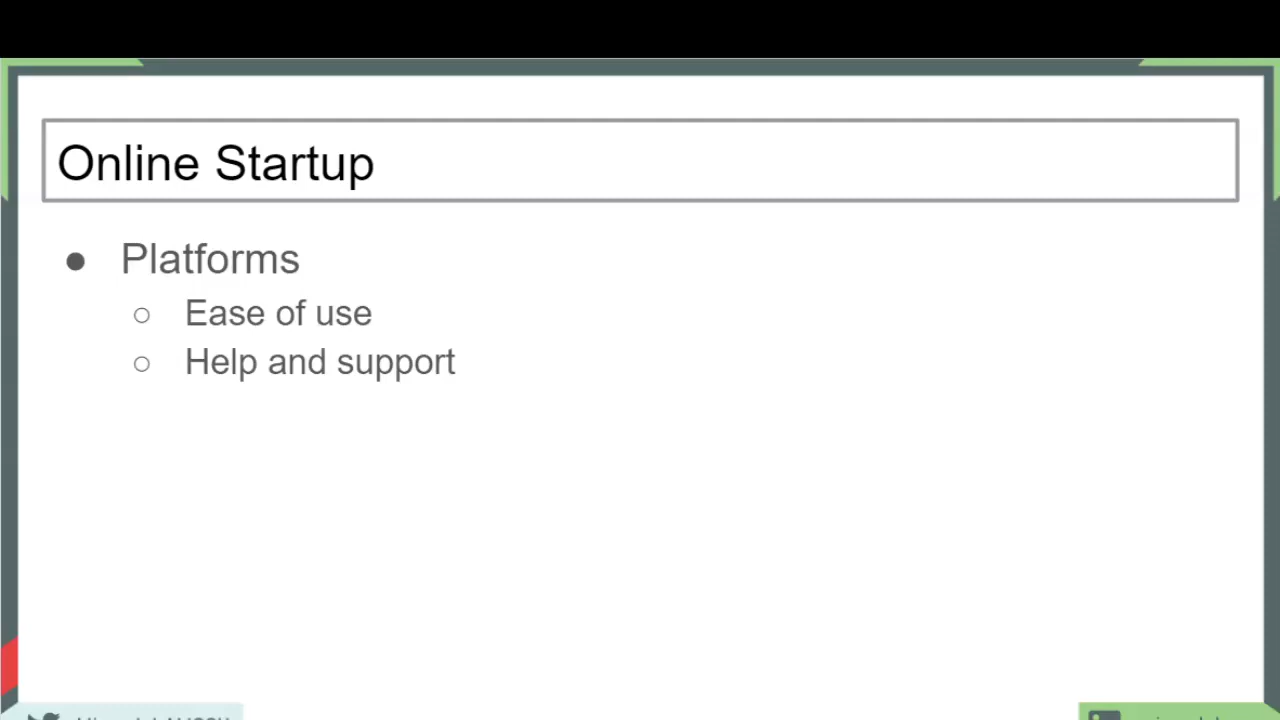 Online Startup
● Platforms
○ Ease of use
○ Help and support